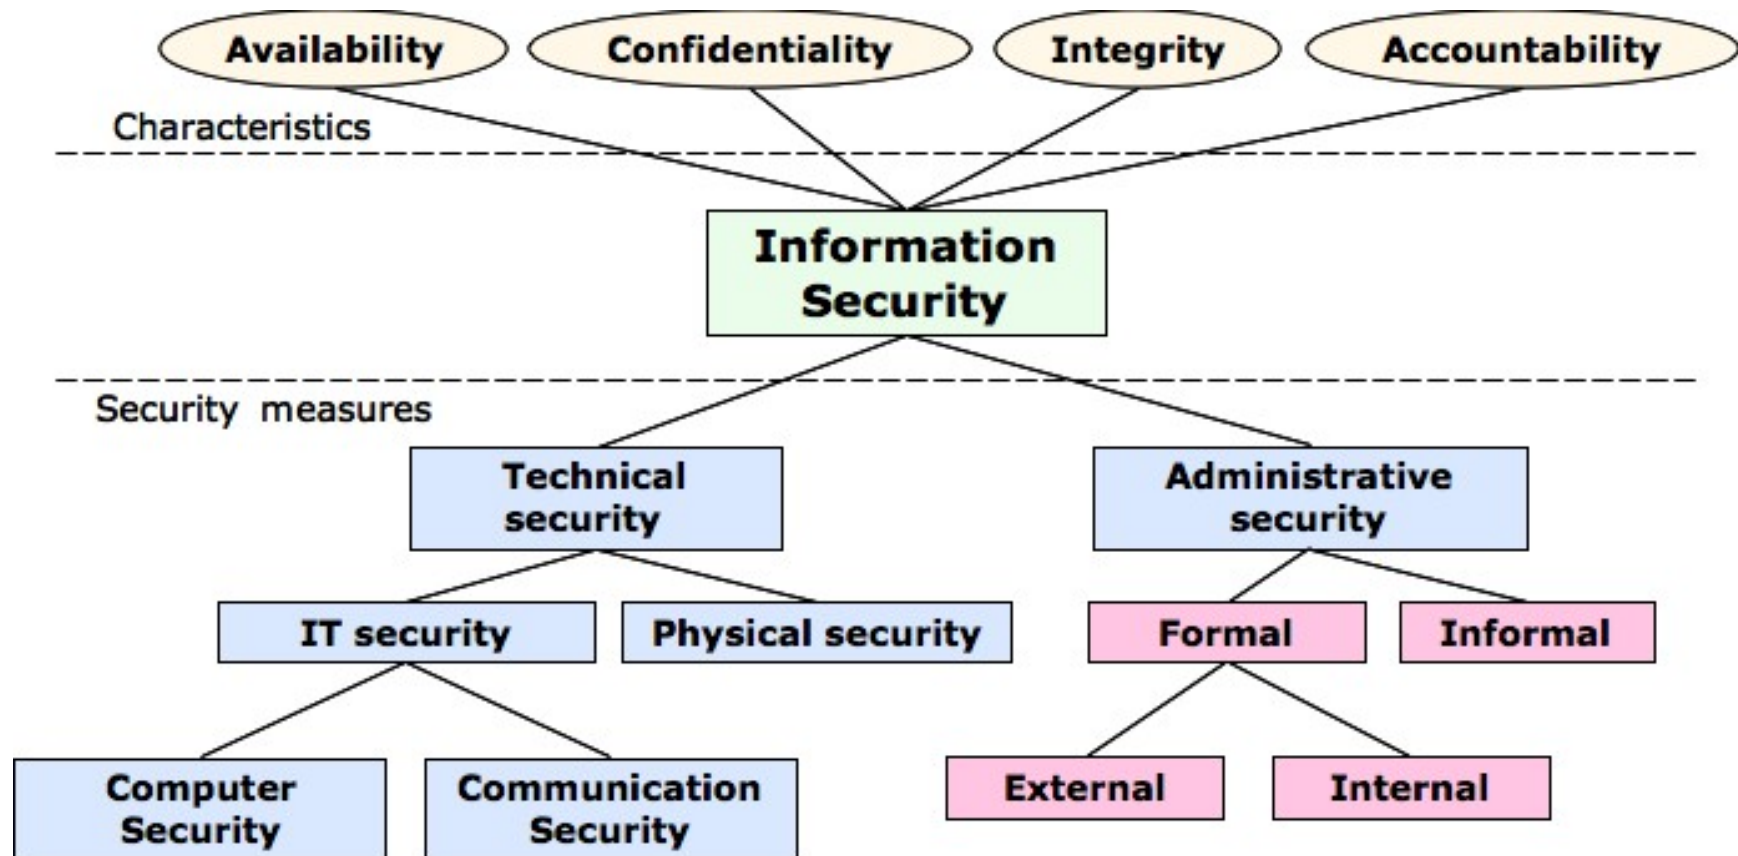 Availability
Confidentiality
Integrity
Accountability
Characteristics
Information
Security
Security measures
Technical
security
Administrative
security
IT security
Physical security
Formal
Informal
Computer
Security
Communication
Security
External
Internal